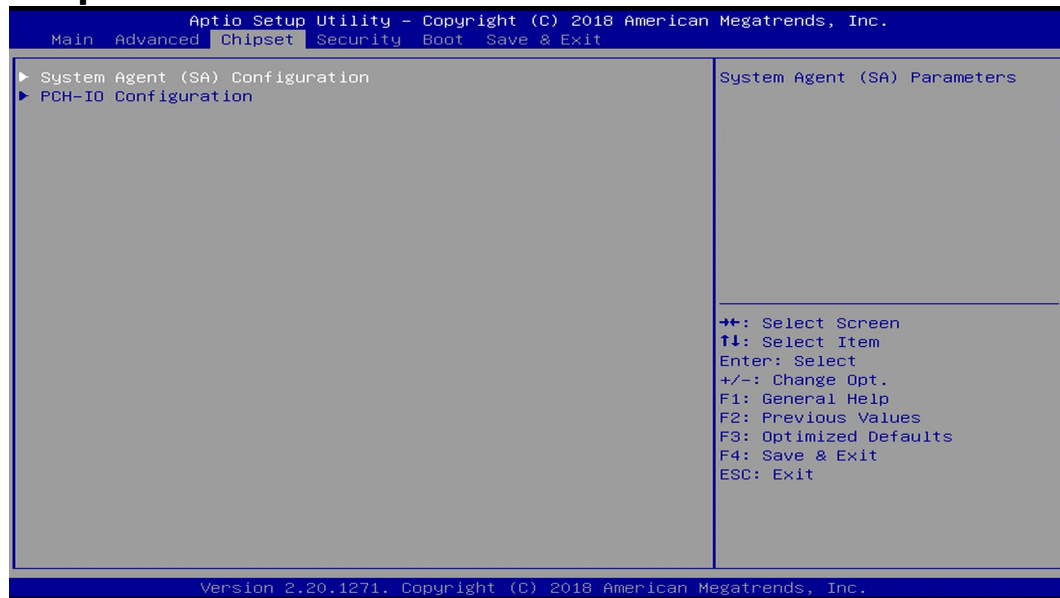 Aptio Setup Utility – Copyright (C) 2018 American Megatrends, Inc.
Main Advanced Chipset Security Boot Save & Exit
► System Agent (SA) Configuration
► PCH-IO Configuration
System Agent (SA) Parameters
→←: Select Screen
↑↓: Select Item
Enter: Select
+/-: Change Opt.
F1: General Help
F2: Previous Values
F3: Optimized Defaults
F4: Save & Exit
ESC: Exit
Version 2.20.1271. Copyright (C) 2018 American Megatrends, Inc.